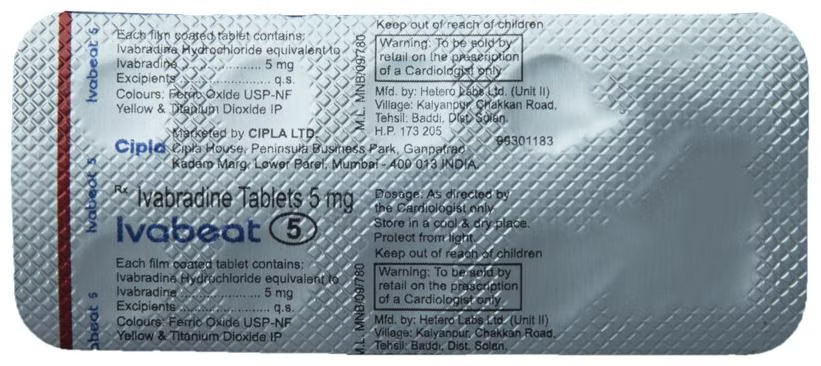 Ivabeat 5
Each film coated tablet contains:
Ivabradine Hydrochloride equivalent to
Ivabradine ........................ 5 mg
Excipients ........................ q.s.
Colours: Ferric Oxide USP-NF
Yellow & Titanium Dioxide IP
Marketed by CIPLA LTD.
Cipla Cipla House, Peninsula Business Park, Ganpatrao
Kadam Marg, Lower Parel, Mumbai - 400 013 INDIA.
M.L. MNB/09/780
Keep out of reach of children
Warning: To be sold by
retail on the prescription
of a Cardiologist only
Mfd. by: Hetero Labs Ltd. (Unit II)
Village: Kalyanpur, Chakkan Road,
Tehsil: Baddi, Dist. Solan.
H.P. 173 205
Ivabeat 5
Rx Ivabradine Tablets 5 mg
Ivabeat 5
Each film coated tablet contains:
Ivabradine Hydrochloride equivalent to
Ivabradine ........................ 5 mg
Excipients ........................ q.s.
Colours: Ferric Oxide USP-NF
Yellow & Titanium Dioxide IP
Dosage: As directed by
the Cardiologist only
Store in a cool & dry place.
Protect from light.
Keep out of reach of children
Warning: To be sold by
retail on the prescription
of a Cardiologist only
Mfd. by: Hetero Labs Ltd. (Unit II)
Village: Kalyanpur, Chakkan Road,
Tehsil: Baddi, Dist. Solan.
M.L. MNB/09/780
Ivabeat 5